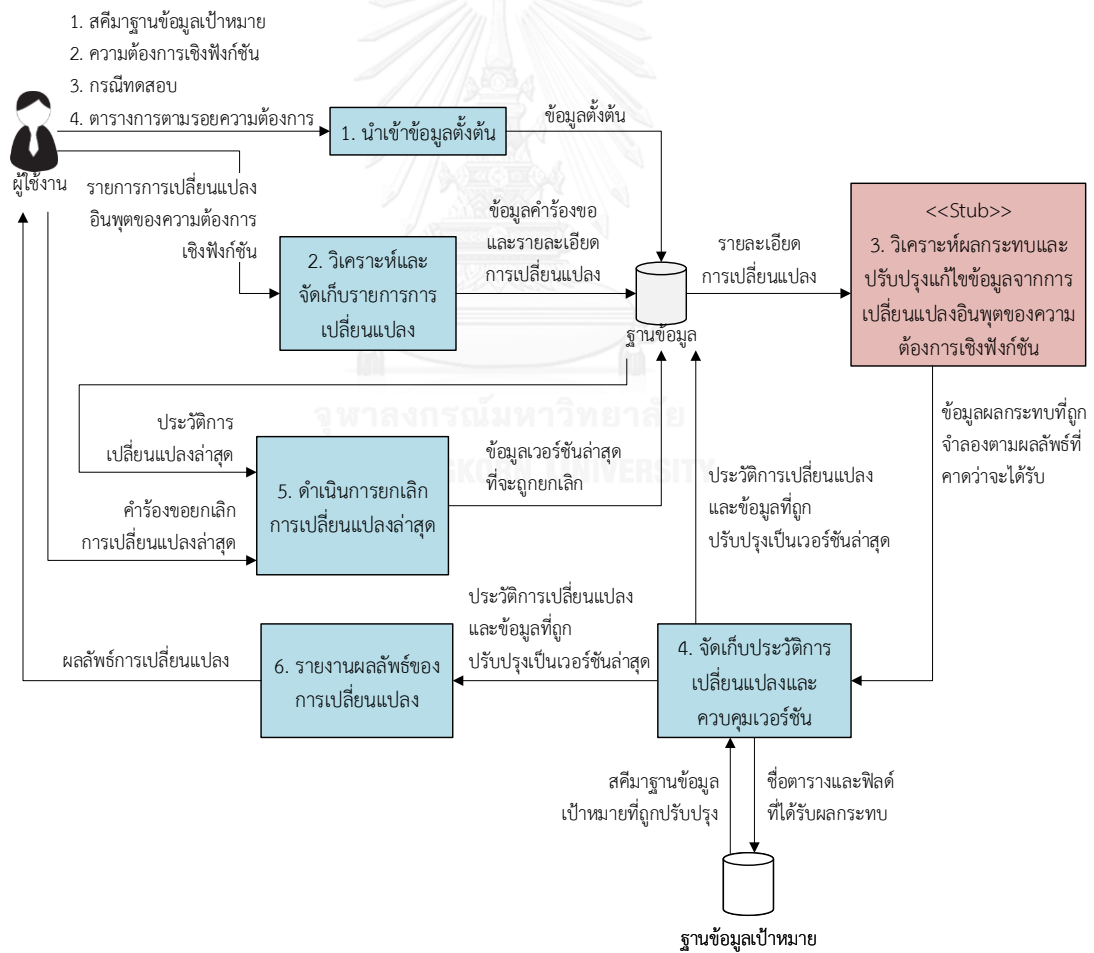 1. สคีมาฐานข้อมูลเป้าหมาย
2. ความต้องการเชิงฟังก์ชัน
3. กรณีทดสอบ
4. ตารางการตามรอยความต้องการ
1. นำเข้าข้อมูลตั้งต้น
ข้อมูลตั้งต้น
ผู้ใช้งาน
รายการการเปลี่ยนแปลง
อินพุตของความต้องการ
เชิงฟังก์ชัน
2. วิเคราะห์และ
จัดเก็บรายการการ
เปลี่ยนแปลง
ข้อมูลคำร้องขอ
และรายละเอียด
การเปลี่ยนแปลง
ฐานข้อมูล
รายละเอียด
การเปลี่ยนแปลง
<<Stub>>
3. วิเคราะห์ผลกระทบและ
ปรับปรุงแก้ไขข้อมูลจากการ
เปลี่ยนแปลงอินพุตของความ
ต้องการเชิงฟังก์ชัน
จุฬาลงกรณ์มหาวิทยาลัย
KORN UNIVERSITY
ประวัติการ
เปลี่ยนแปลงล่าสุด
คำร้องขอยกเลิก
การเปลี่ยนแปลงล่าสุด
5. ดำเนินการยกเลิก
การเปลี่ยนแปลงล่าสุด
ข้อมูลเวอร์ชันล่าสุด
ที่จะถูกยกเลิก
ประวัติการเปลี่ยนแปลง
และข้อมูลที่ถูก
ปรับปรุงเป็นเวอร์ชันล่าสุด
ข้อมูลผลกระทบที่ถูก
จำลองตามผลลัพธ์ที่
คาดว่าจะได้รับ
ผลลัพธ์การเปลี่ยนแปลง
6. รายงานผลลัพธ์ของ
การเปลี่ยนแปลง
ประวัติการเปลี่ยนแปลง
และข้อมูลที่ถูก
ปรับปรุงเป็นเวอร์ชันล่าสุด
4. จัดเก็บประวัติการ
เปลี่ยนแปลงและ
ควบคุมเวอร์ชัน
สคีมาฐานข้อมูล
เป้าหมายที่ถูกปรับปรุง
ชื่อตารางและฟิลด์
ที่ได้รับผลกระทบ
ฐานข้อมูลเป้าหมาย